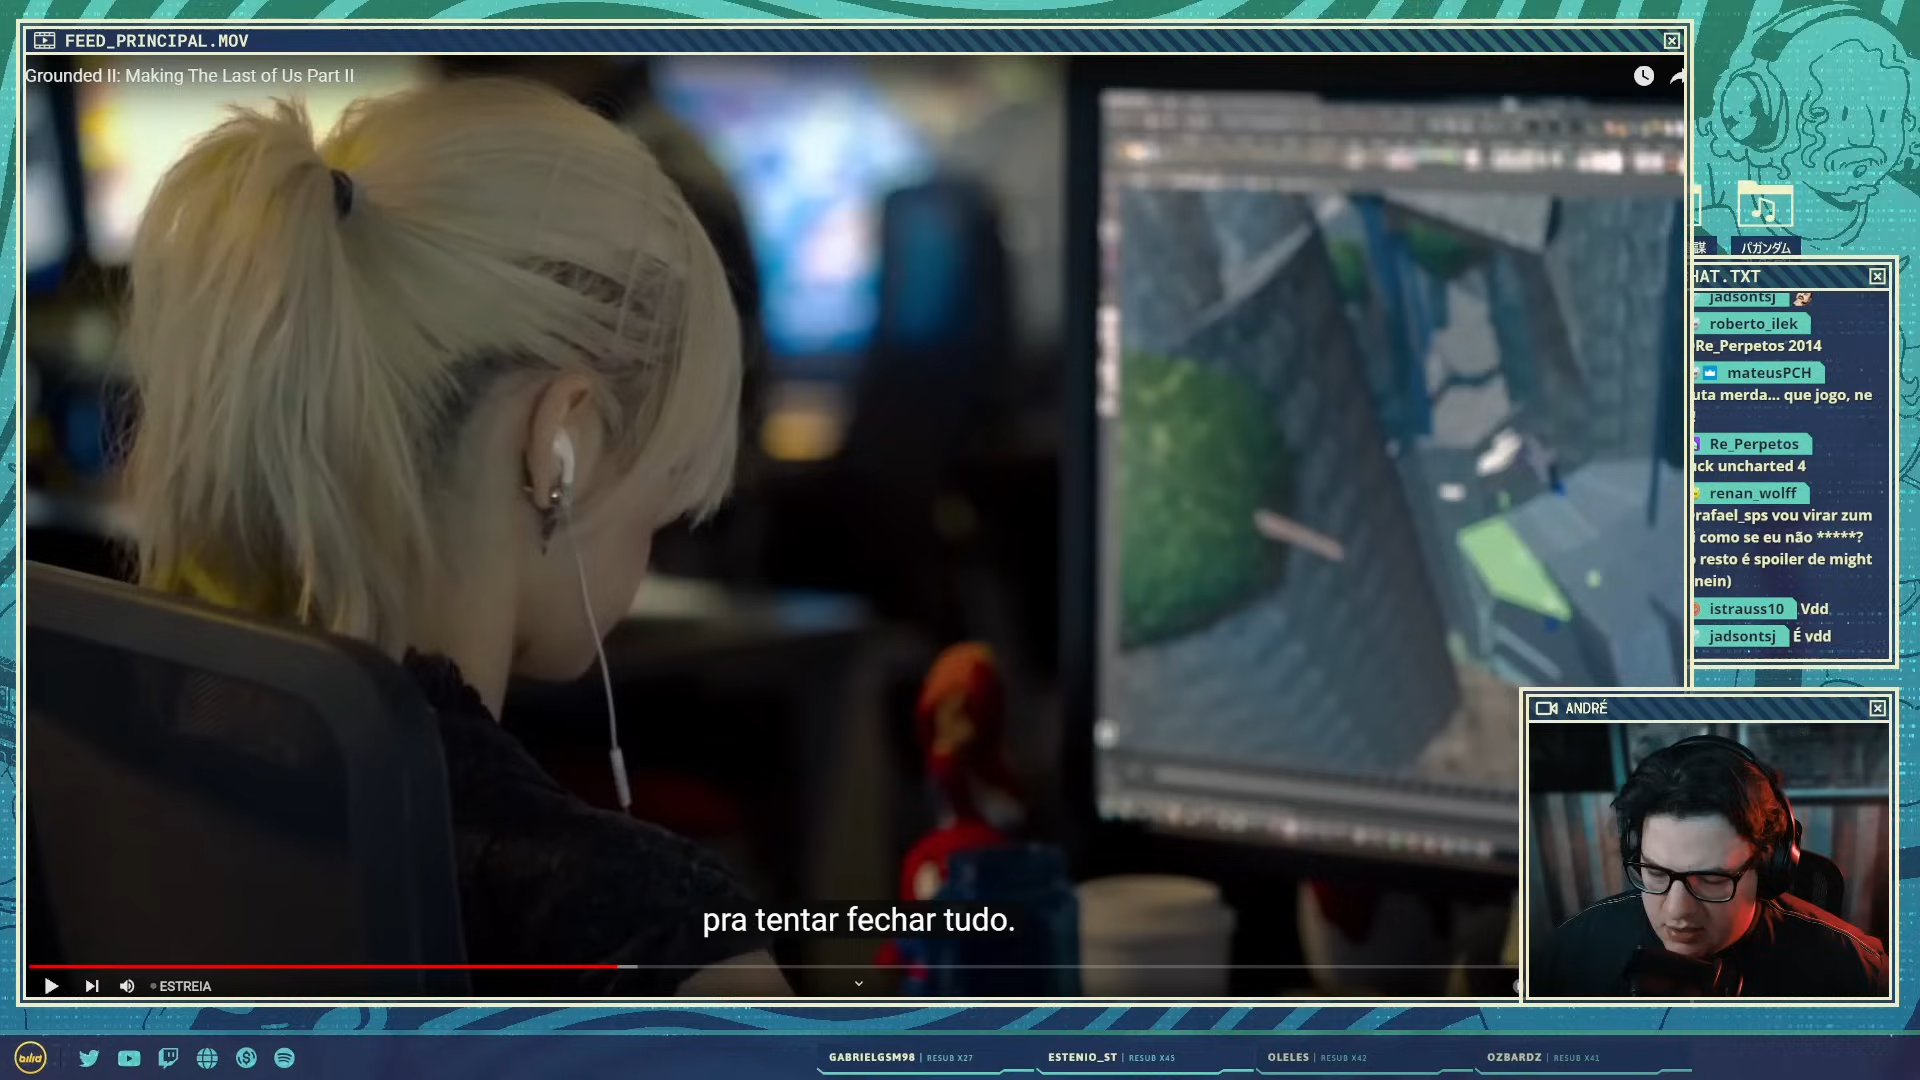 FEED_PRINCIPAL.MOV
Grounded II: Making The Last of Us Part II
パガンダム
HAT.TXT
jadsontsj
roberto_ilek
Re_Perpetos 2014
mateusPCH
uta merda... que jogo, ne
Re_Perpetos
uck uncharted 4
renan_wolff
rafael_sps vou virar zum
i como se eu não *****?
o resto é spoiler de might
nein)
istrauss10 Vdd
jadsontsj É vdd
ANDRÉ
pra tentar fechar tudo.
ESTREIA
GABRIELGSM98 | RESUB X27
ESTENIO_ST | RESUB X45
OLELES | RESUB X42
OZBARDZ | RESUB X41